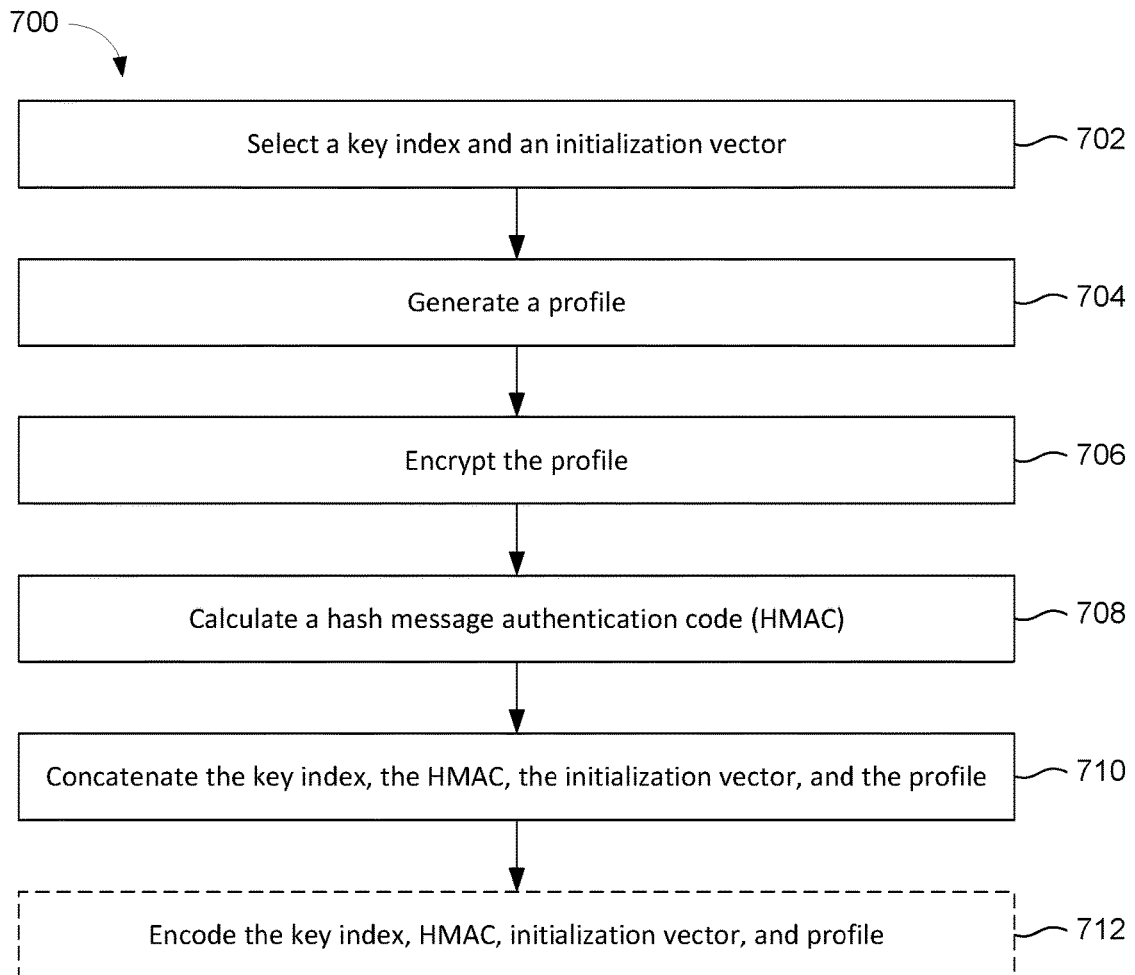 700
Select a key index and an initialization vector
702
Generate a profile
704
Encrypt the profile
706
Calculate a hash message authentication code (HMAC)
708
Concatenate the key index, the HMAC, the initialization vector, and the profile
710
Encode the key index, HMAC, initialization vector, and profile
712